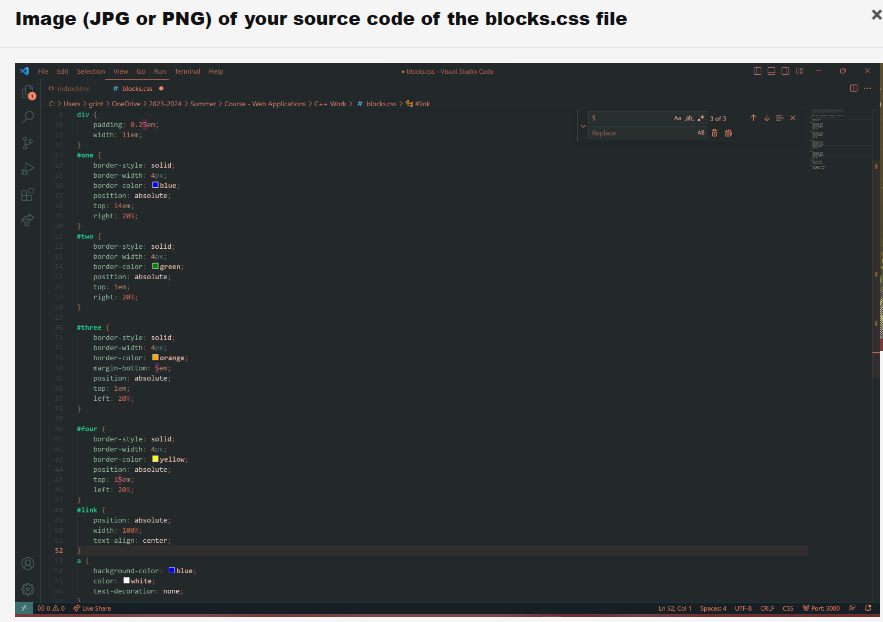 Image (JPG or PNG) of your source code of the blocks.css file
File Edit Selection View Go Run Terminal Help
● blocks.css - Visual Studio Code
<> index.html
# blocks.css ●
C: > Users > grint > OneDrive > 2023-2024 > Summer > Course - Web Applications > C++ Work > # blocks.css > #link
5
3 of 3
Replace
div {
padding: 0.25em;
width: 11em;
}
#one {
border-style: solid;
border-width: 4px;
border-color: blue;
position: absolute;
top: 14em;
right: 20%;
}
#two {
border-style: solid;
border-width: 4px;
border-color: green;
position: absolute;
top: 1em;
right: 20%;
}
#three {
border-style: solid;
border-width: 4px;
border-color: orange;
margin-bottom: 5em;
position: absolute;
top: 1em;
left: 20%;
}
#four {
border-style: solid;
border-width: 4px;
border-color: yellow;
position: absolute;
top: 15em;
left: 20%;
}
#link {
position: absolute;
width: 100%;
text-align: center;
52 }
a {
background-color: blue;
color: white;
text-decoration: none;
}
0 0 Live Share
Ln 52, Col 1 Spaces: 4 UTF-8 CRLF CSS Port: 3000